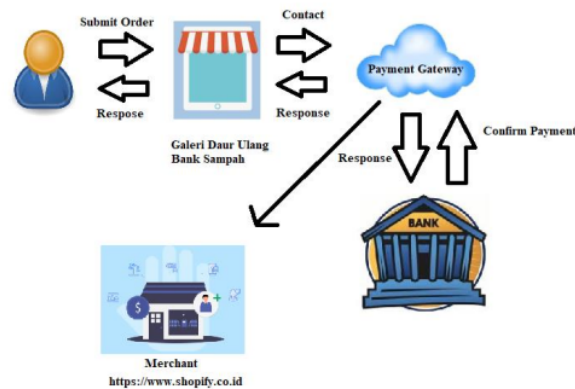 Submit Order
Contact
Respose
Response
Payment Gateway
Galeri Daur Ulang
Bank Sampah
Response
Confirm Payment
BANK
$
Merchant
https://www.shopify.co.id